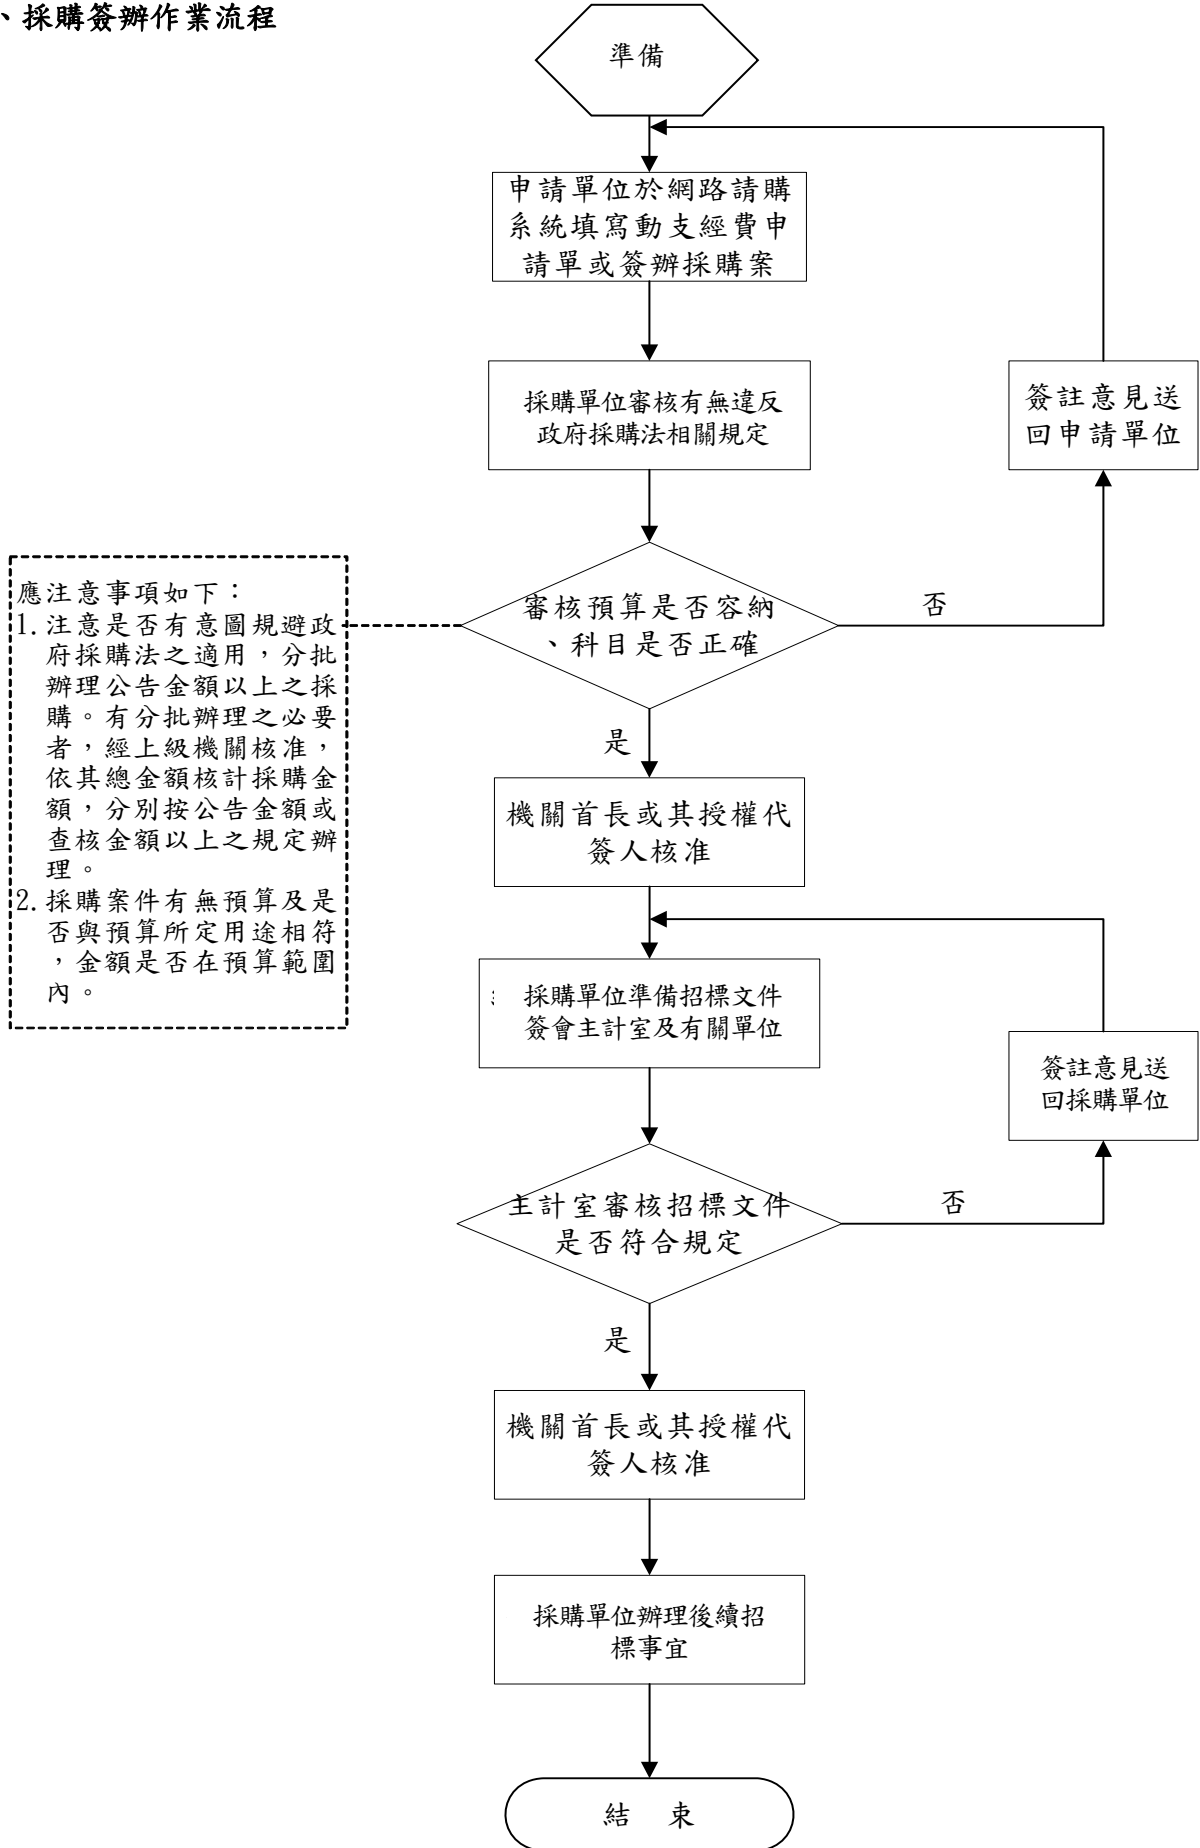 、採購簽辦作業流程
準備
申請單位於網路請購
系統填寫動支經費申
請單或簽辦採購案
採購單位審核有無違反
政府採購法相關規定
簽註意見送
回申請單位
審核預算是否容納
、科目是否正確
否
應注意事項如下：
1.注意是否有意圖規避政
府採購法之適用，分批
辦理公告金額以上之採
購。有分批辦理之必要
者，經上級機關核准，
依其總金額核計採購金
額，分別按公告金額或
查核金額以上之規定辦
理。
2.採購案件有無預算及是
否與預算所定用途相符
，金額是否在預算範圍
內。
是
機關首長或其授權代
簽人核准
採購單位準備招標文件
簽會主計室及有關單位
簽註意見送
回採購單位
主計室審核招標文件
是否符合規定
否
是
機關首長或其授權代
簽人核准
採購單位辦理後續招
標事宜
結 束